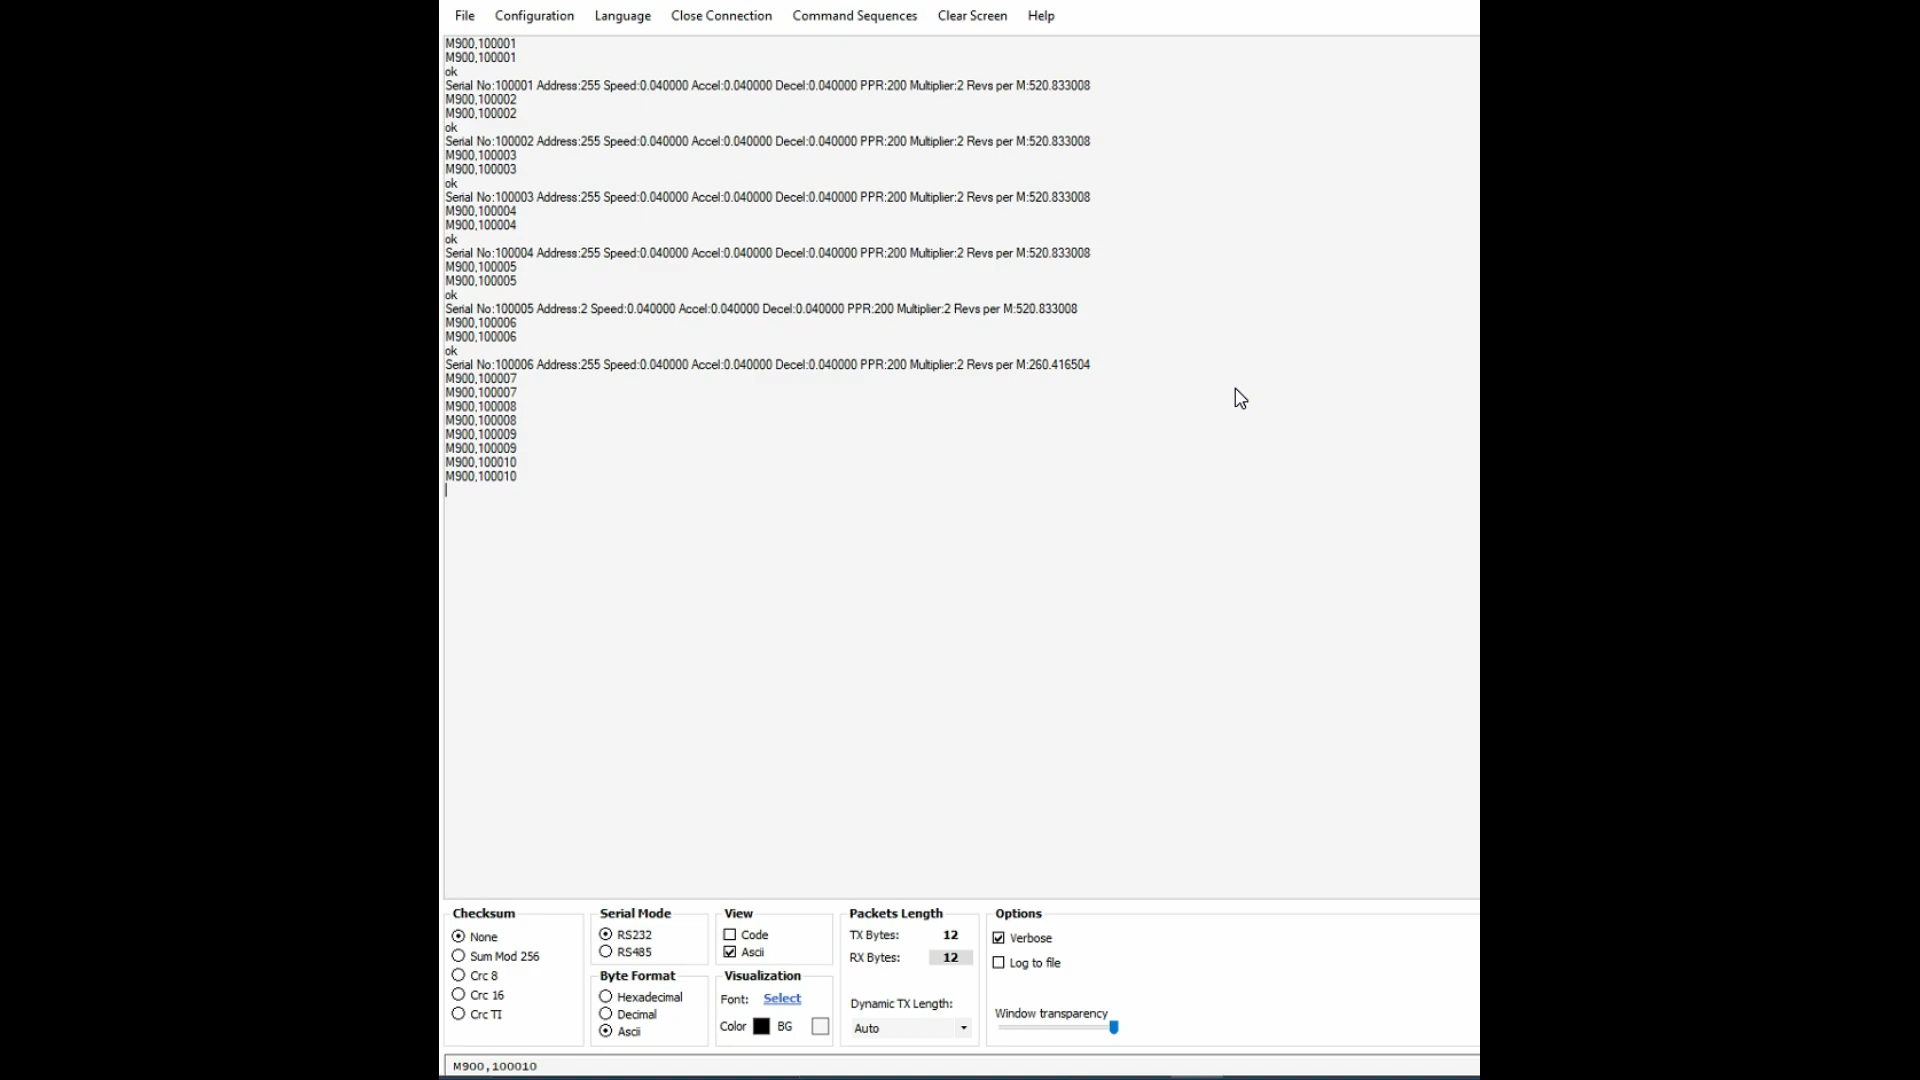 File Configuration Language Close Connection Command Sequences Clear Screen Help
M900,100001
M900,100001
ok
Serial No:100001 Address:255 Speed:0.040000 Accel:0.040000 Decel:0.040000 PPR:200 Multiplier:2 Revs per M:520.833008
M900,100002
M900,100002
ok
Serial No:100002 Address:255 Speed:0.040000 Accel:0.040000 Decel:0.040000 PPR:200 Multiplier:2 Revs per M:520.833008
M900,100003
M900,100003
ok
Serial No:100003 Address:255 Speed:0.040000 Accel:0.040000 Decel:0.040000 PPR:200 Multiplier:2 Revs per M:520.833008
M900,100004
M900,100004
ok
Serial No:100004 Address:255 Speed:0.040000 Accel:0.040000 Decel:0.040000 PPR:200 Multiplier:2 Revs per M:520.833008
M900,100005
M900,100005
ok
Serial No:100005 Address:2 Speed:0.040000 Accel:0.040000 Decel:0.040000 PPR:200 Multiplier:2 Revs per M:520.833008
M900,100006
M900,100006
ok
Serial No:100006 Address:255 Speed:0.040000 Accel:0.040000 Decel:0.040000 PPR:200 Multiplier:2 Revs per M:260.416504
M900,100007
M900,100007
M900,100008
M900,100008
M900,100009
M900,100009
M900,100010
M900,100010
Checksum
None
Sum Mod 256
Crc 8
Crc 16
Crc TI
Serial Mode
RS232
RS485
Byte Format
Hexadecimal
Decimal
Ascii
View
Code
Ascii
Visualization
Font: Select
Color BG
Packets Length
TX Bytes: 12
RX Bytes: 12
Dynamic TX Length:
Auto
Options
Verbose
Log to file
Window transparency
M900,100010